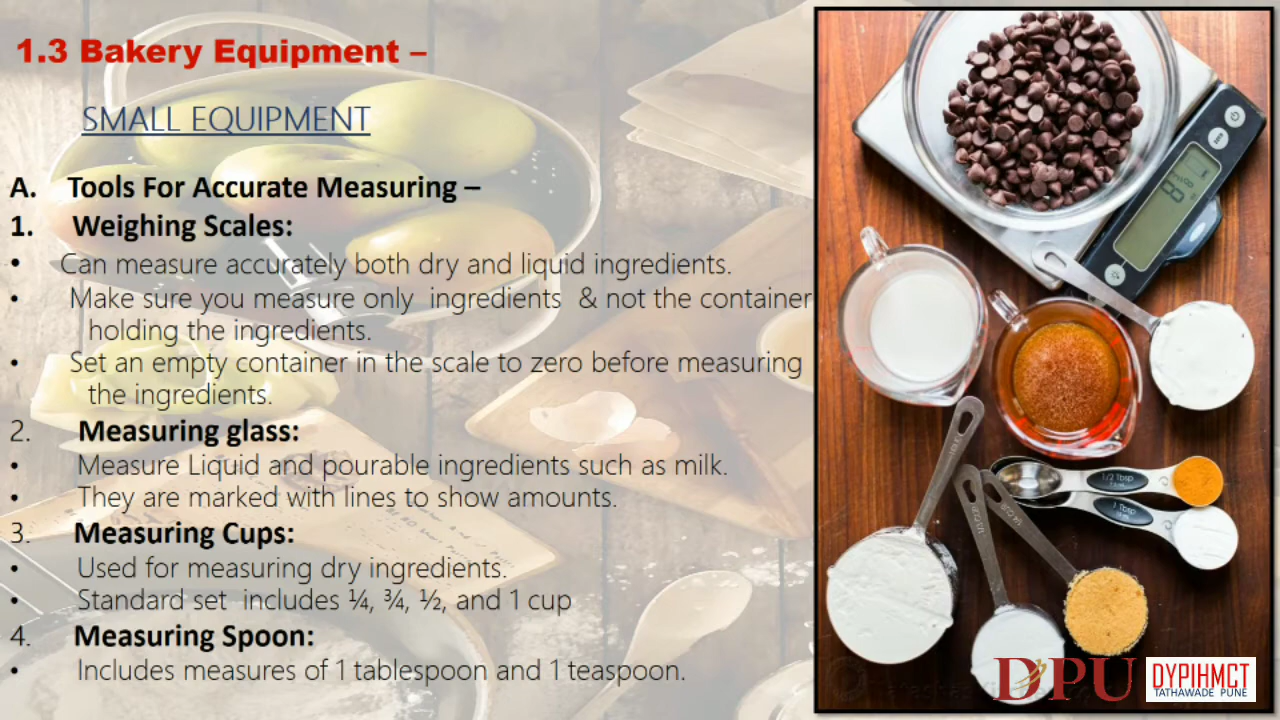 1.3 Bakery Equipment –
SMALL EQUIPMENT
A. Tools For Accurate Measuring –
1. Weighing Scales:
• Can measure accurately both dry and liquid ingredients.
• Make sure you measure only ingredients & not the container
holding the ingredients.
• Set an empty container in the scale to zero before measuring
the ingredients.
2. Measuring glass:
• Measure Liquid and pourable ingredients such as milk.
• They are marked with lines to show amounts.
3. Measuring Cups:
• Used for measuring dry ingredients.
• Standard set includes ¼, ¾, ½, and 1 cup
4. Measuring Spoon:
• Includes measures of 1 tablespoon and 1 teaspoon.
1/2 Tbsp
1 Tbsp
DPU
DYPIHMCT
TATHAWADE PUNE